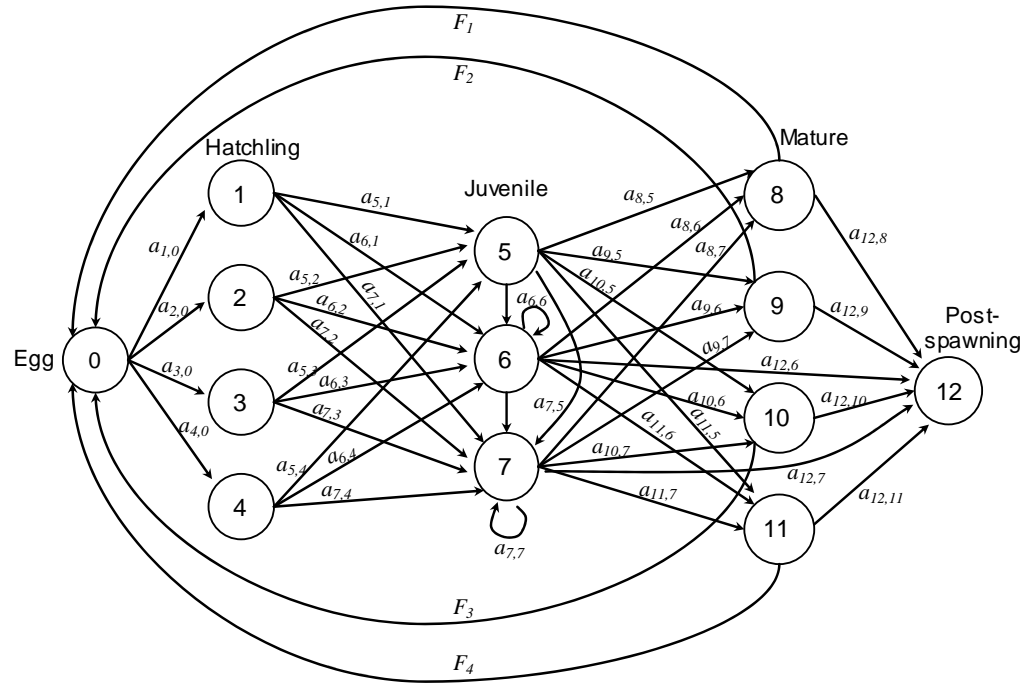 F1
F2
Mature
Hatchling
Juvenile
1
8
a5,1
a8,5
a6,1
a8,6
a12,8
a1,0
5
a8,7
a9,5
2
a5,2
a10,5
a7,1
a6,2
a6,6
9
a9,6
a12,9
Post-
spawning
a2,0
a7,2
Egg
0
6
a9,7
a12,6
a3,0
a5,3
a6,3
3
a7,3
a7,5
a10,6
a12,10
12
10
a11,6
a11,5
a4,0
a5,4
a6,4
7
a10,7
a12,7
a7,4
a11,7
a12,11
4
11
a7,7
F3
F4